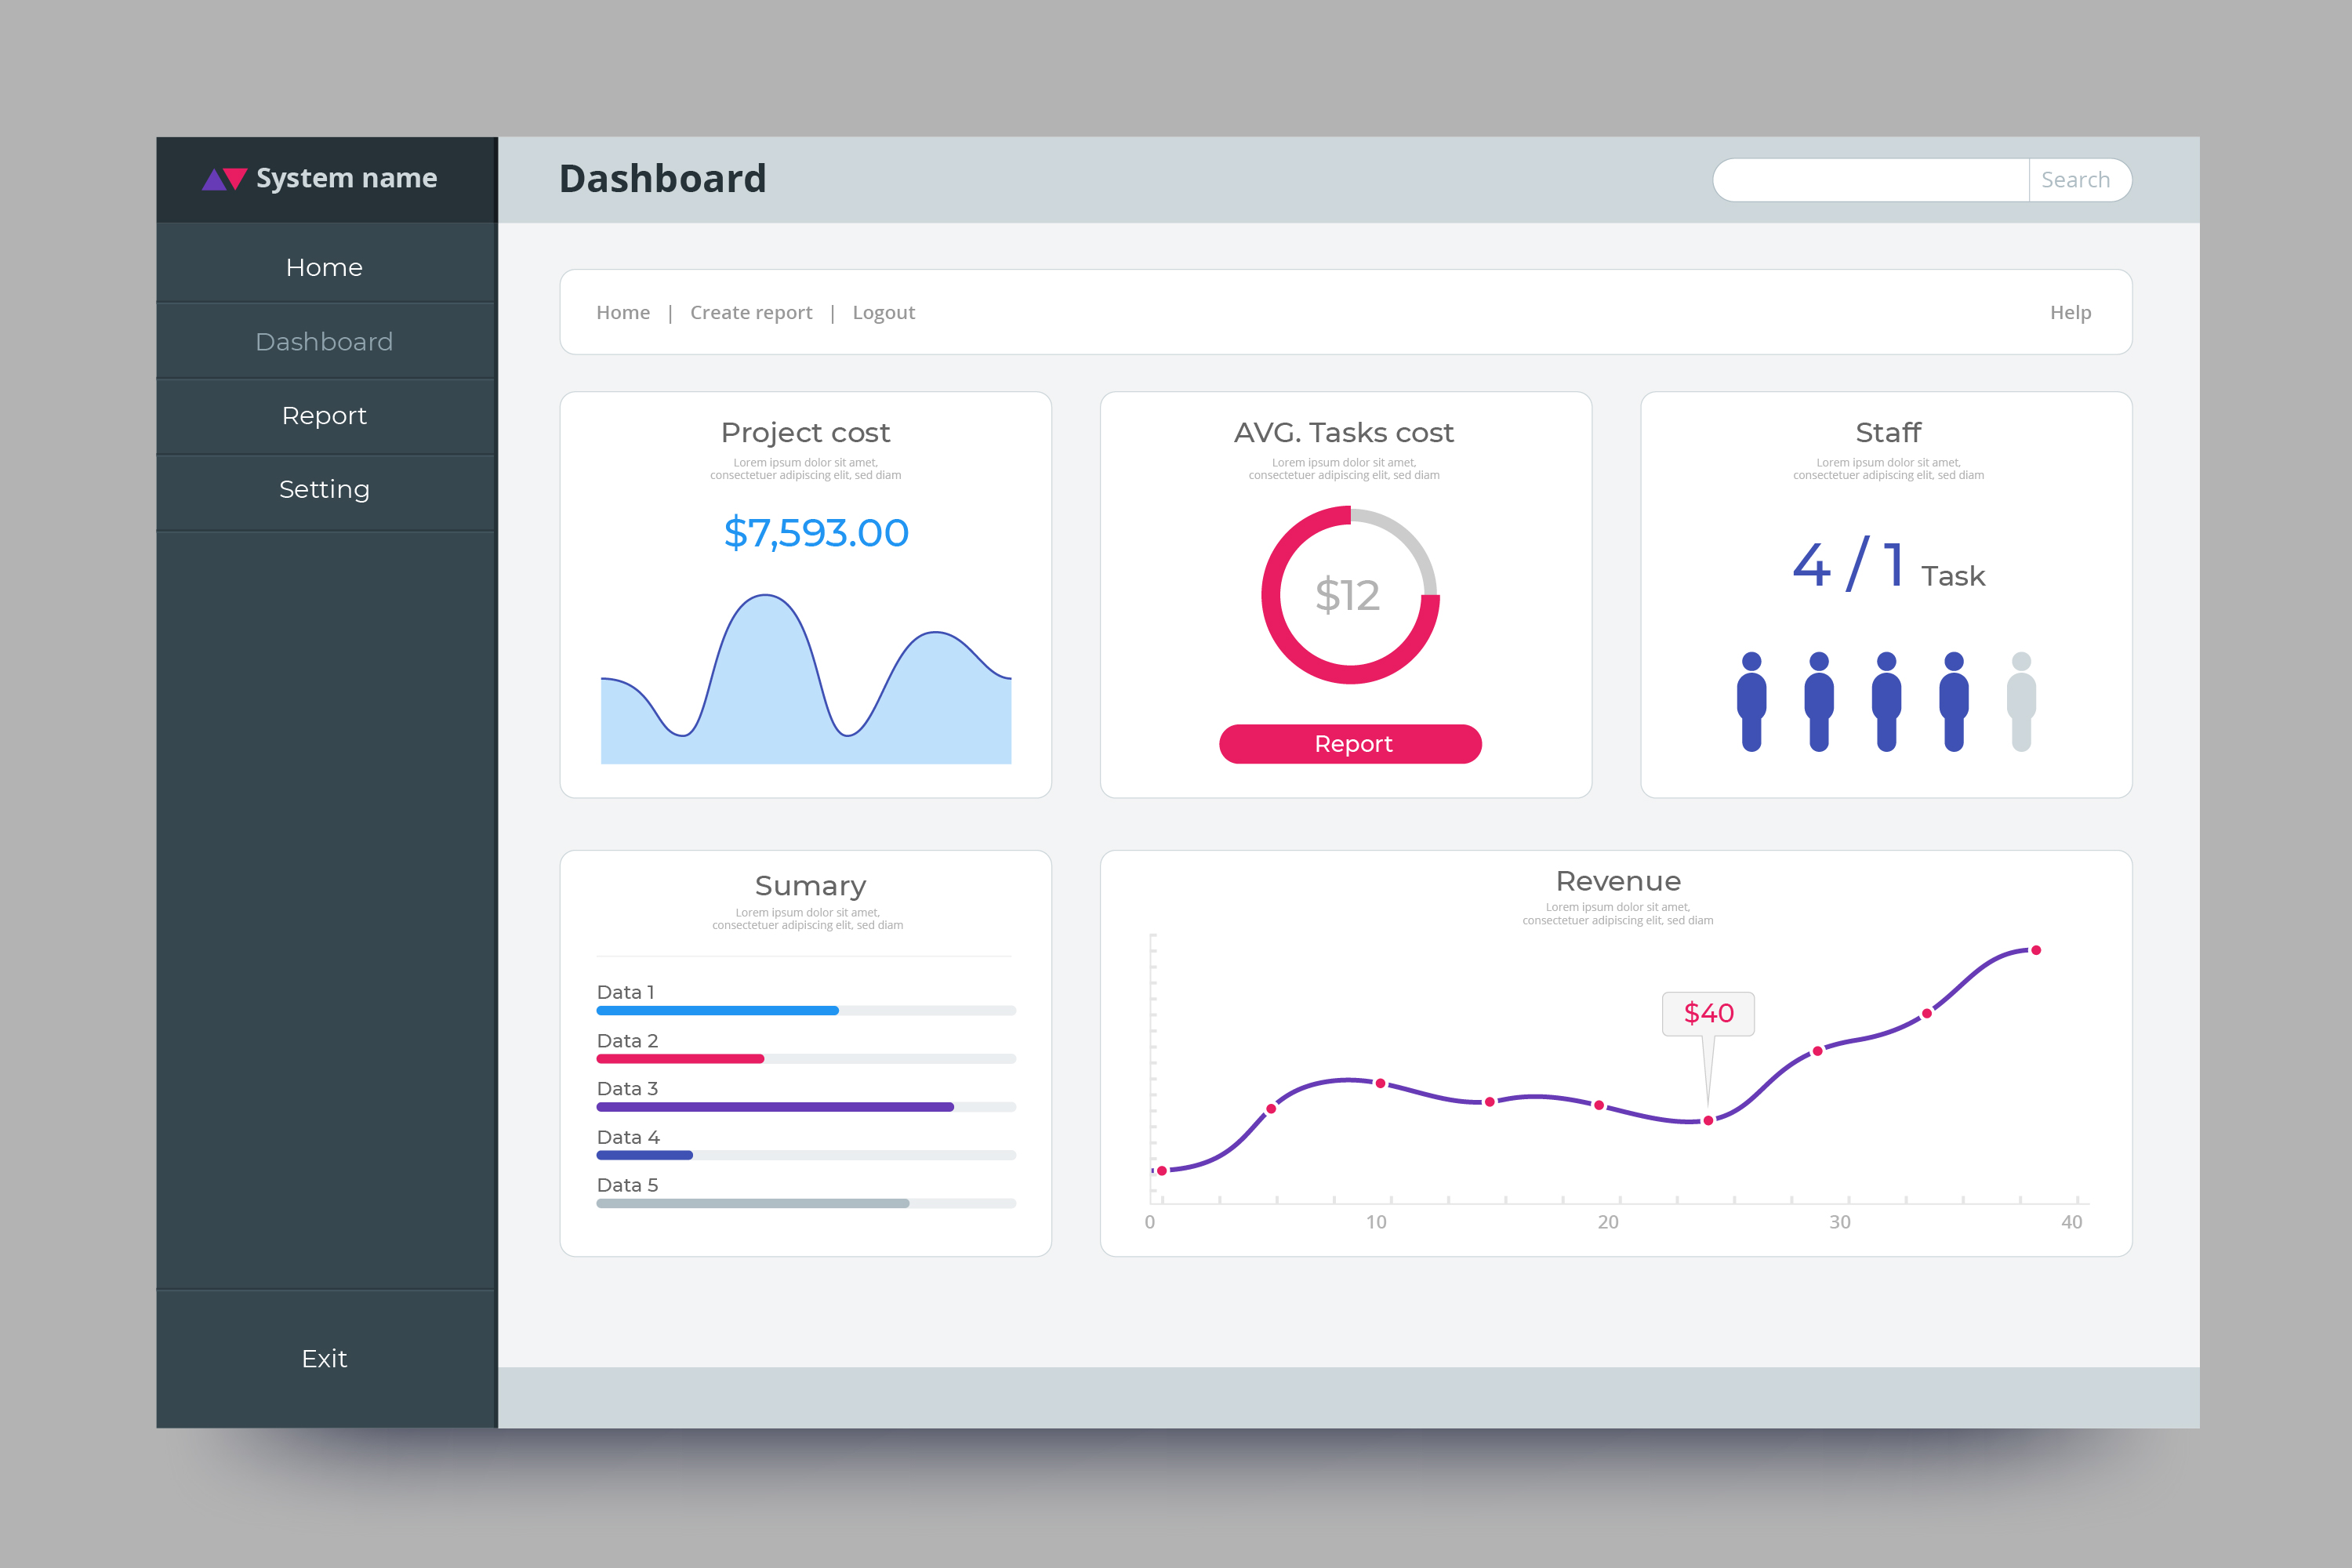 System name
Dashboard
Search
Home
Dashboard
Report
Setting
Exit
Home | Create report | Logout
Help
Project cost
Lorem ipsum dolor sit amet,
consectetuer adipiscing elit, sed diam
$7,593.00
AVG. Tasks cost
Lorem ipsum dolor sit amet,
consectetuer adipiscing elit, sed diam
$12
Report
Staff
Lorem ipsum dolor sit amet,
consectetuer adipiscing elit, sed diam
4 / 1 Task
Sumary
Lorem ipsum dolor sit amet,
consectetuer adipiscing elit, sed diam
Data 1
Data 2
Data 3
Data 4
Data 5
Revenue
Lorem ipsum dolor sit amet,
consectetuer adipiscing elit, sed diam
$40
0 10 20 30 40